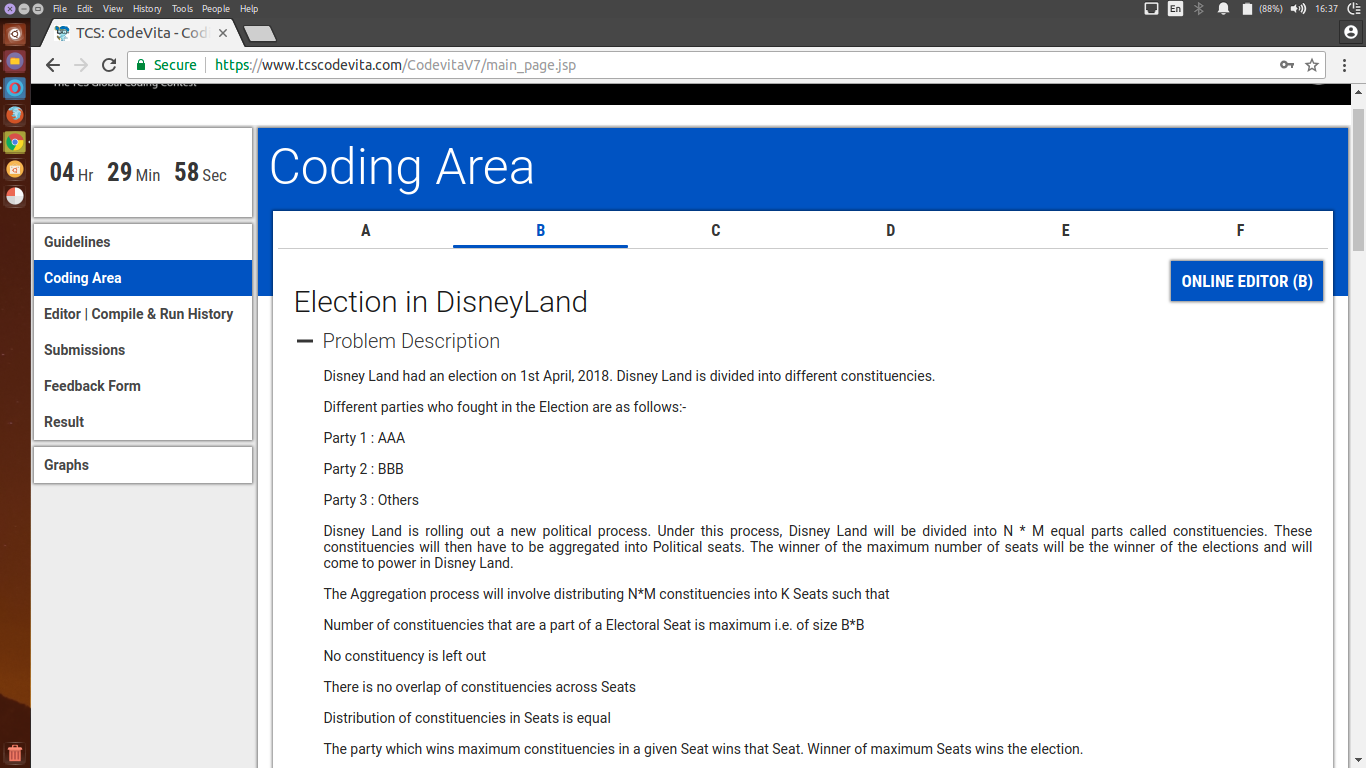 File Edit View History Tools People Help
En (88%) 16:37
TCS: CodeVita - Cod
Secure https://www.tcscodevita.com/CodevitaV7/main_page.jsp
The TCS Global Coding Contest
04 Hr 29 Min 58 Sec
Guidelines
Coding Area
Editor | Compile & Run History
Submissions
Feedback Form
Result
Graphs
Coding Area
A B C D E F
ONLINE EDITOR (B)
Election in DisneyLand
Problem Description
Disney Land had an election on 1st April, 2018. Disney Land is divided into different constituencies.
Different parties who fought in the Election are as follows:-
Party 1 : AAA
Party 2 : BBB
Party 3 : Others
Disney Land is rolling out a new political process. Under this process, Disney Land will be divided into N * M equal parts called constituencies. These
constituencies will then have to be aggregated into Political seats. The winner of the maximum number of seats will be the winner of the elections and will
come to power in Disney Land.
The Aggregation process will involve distributing N*M constituencies into K Seats such that
Number of constituencies that are a part of a Electoral Seat is maximum i.e. of size B*B
No constituency is left out
There is no overlap of constituencies across Seats
Distribution of constituencies in Seats is equal
The party which wins maximum constituencies in a given Seat wins that Seat. Winner of maximum Seats wins the election.